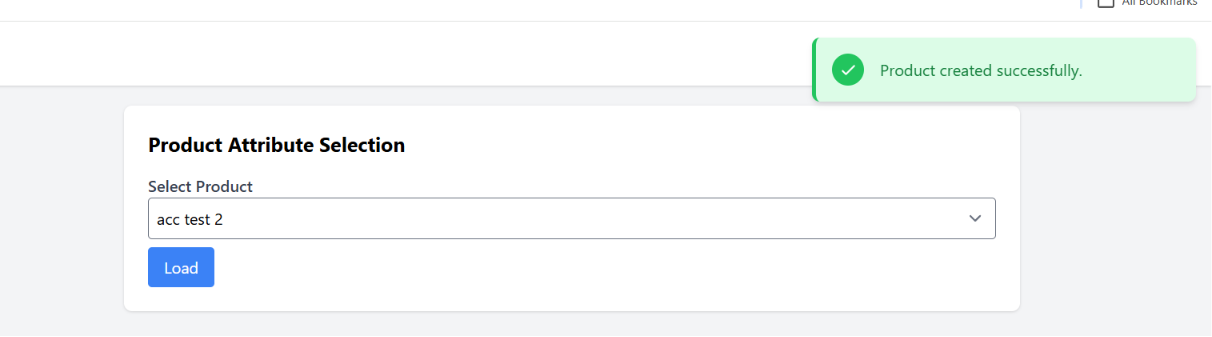 All Bookmarks
Product created successfully.
Product Attribute Selection
Select Product
acc test 2
Load